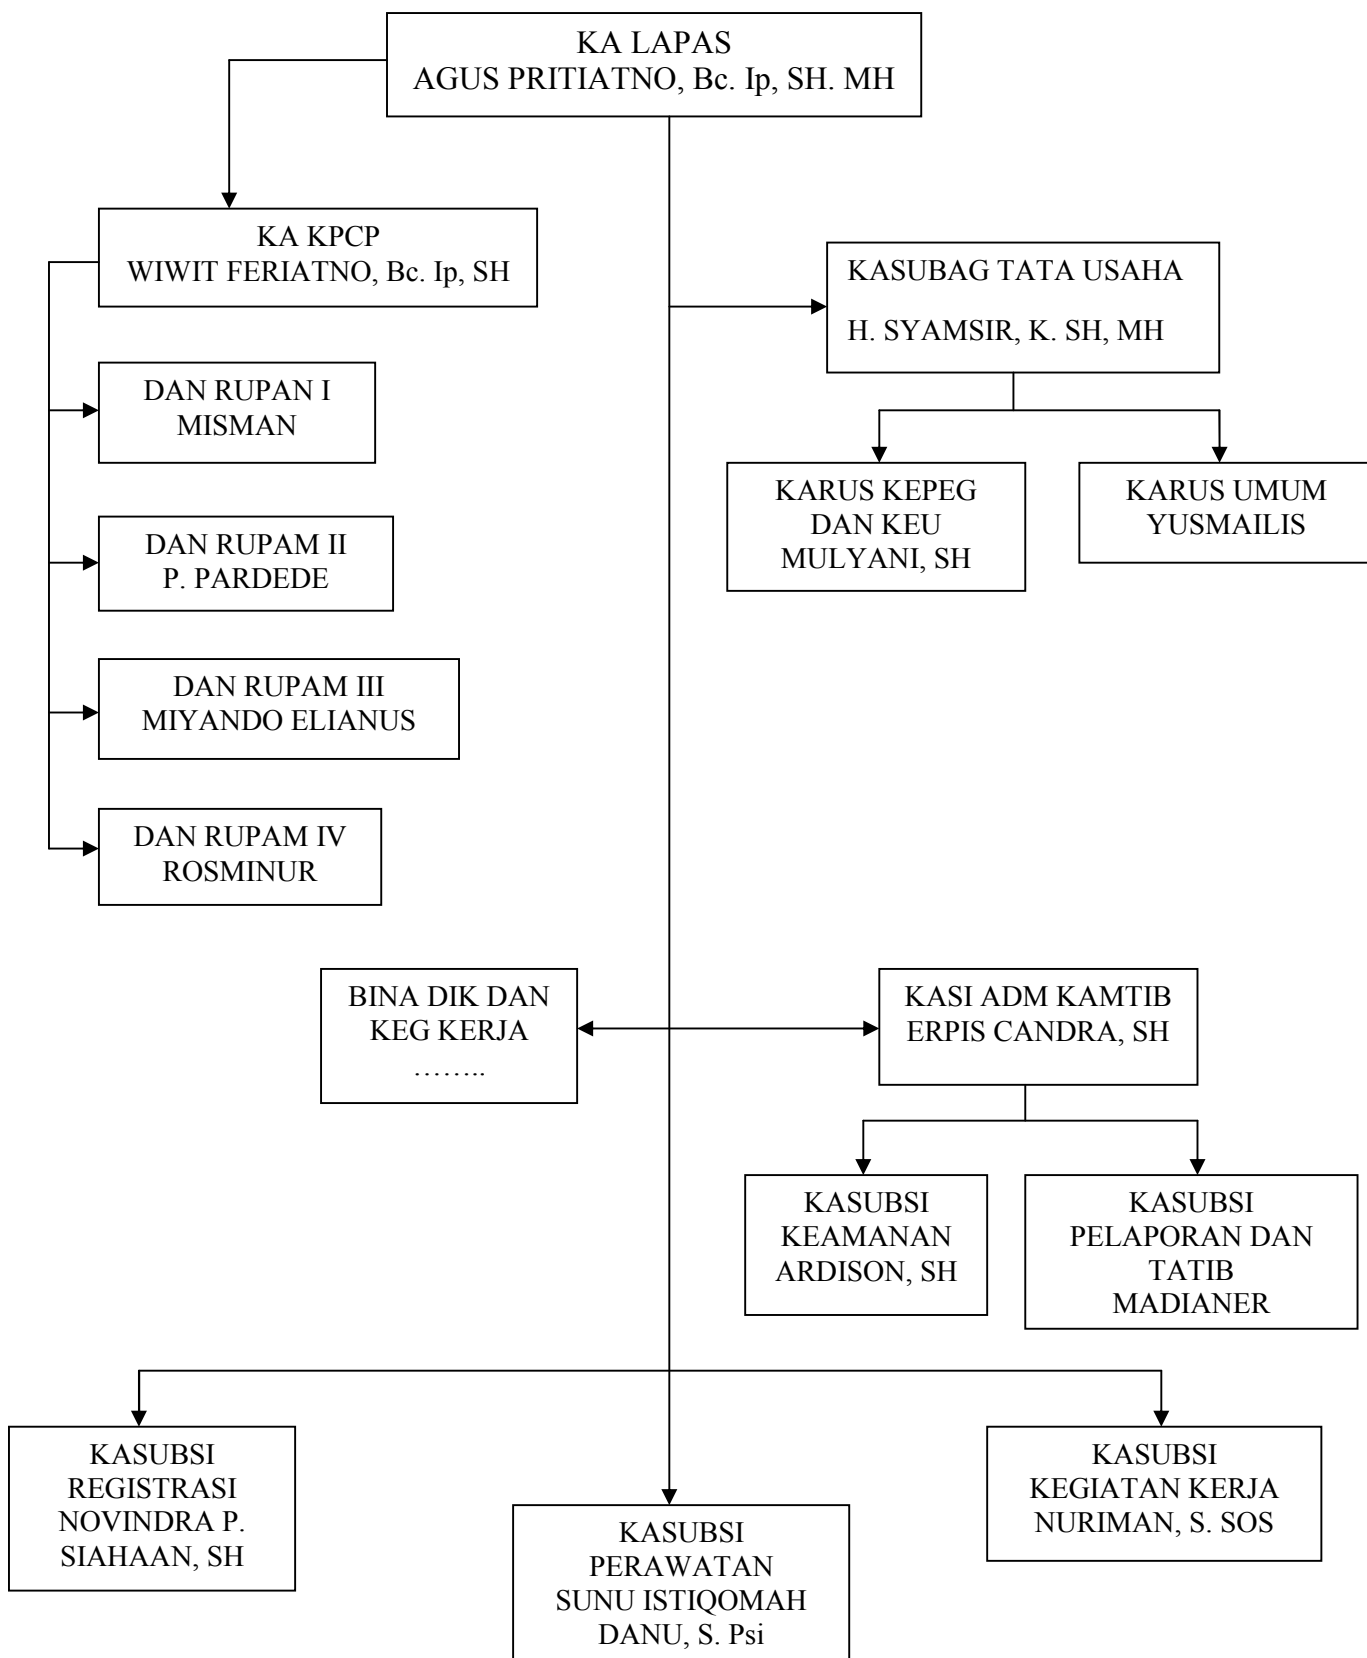 KA LAPAS
AGUS PRITIATNO, Bc. Ip, SH. MH
KA KPCP
WIWIT FERIATNO, Bc. Ip, SH
KASUBAG TATA USAHA
H. SYAMSIR, K. SH, MH
DAN RUPAN I
MISMAN
KARUS KEPEG
DAN KEU
MULYANI, SH
KARUS UMUM
YUSMAILIS
DAN RUPAM II
P. PARDEDE
DAN RUPAM III
MIYANDO ELIANUS
DAN RUPAM IV
ROSMINUR
BINA DIK DAN
KEG KERJA
……..
KASI ADM KAMTIB
ERPIS CANDRA, SH
KASUBSI
KEAMANAN
ARDISON, SH
KASUBSI
PELAPORAN DAN
TATIB
MADIANER
KASUBSI
REGISTRASI
NOVINDRA P.
SIAHAAN, SH
KASUBSI
PERAWATAN
SUNU ISTIQOMAH
DANU, S. Psi
KASUBSI
KEGIATAN KERJA
NURIMAN, S. SOS